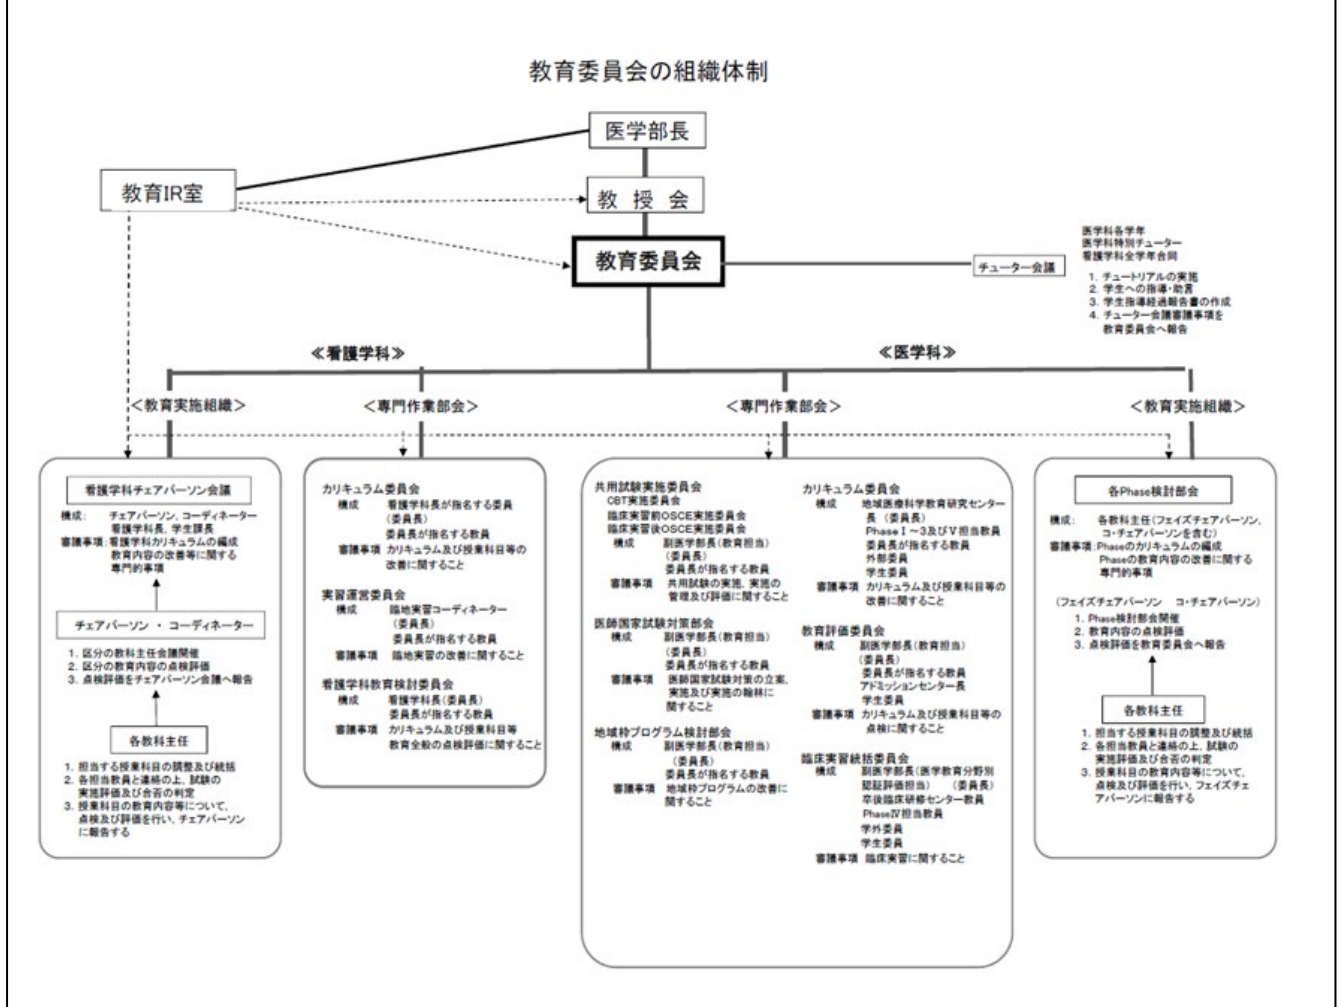 教育委員会の組織体制
医学部長
教育IR室
教 授 会
教育委員会
チューター会議
医学科各学年
医学科特別チューター
看護学科全学年合同
1. チュートリアルの実施
2. 学生への指導・助言
3. 学生指導経過報告書の作成
4. チューター会議審議事項を
教育委員会へ報告
≪看護学科≫
≪医学科≫
＜教育実施組織＞
＜専門作業部会＞
＜専門作業部会＞
＜教育実施組織＞
看護学科チェアパーソン会議
構成: チェアパーソン, コーディネーター
看護学科長, 学生課長
審議事項:看護学科カリキュラムの編成
教育内容の改善等に関する
専門的事項
チェアパーソン ・ コーディネーター
1. 区分の教科主任会議開催
2. 区分の教育内容の点検評価
3. 点検評価をチェアパーソン会議へ報告
各教科主任
1. 担当する授業科目の調整及び統括
2. 各担当教員と連絡の上, 試験の
実施評価及び合否の判定
3. 授業科目の教育内容等について,
点検及び評価を行い, チェアパーソン
に報告する
カリキュラム委員会
構成 看護学科長が指名する委員
(委員長)
委員長が指名する教員
審議事項 カリキュラム及び授業科目等の
改善に関すること
実習運営委員会
構成 臨地実習コーディネーター
(委員長)
委員長が指名する教員
審議事項 臨地実習の改善に関すること
看護学科教育検討委員会
構成 看護学科長(委員長)
委員長が指名する教員
審議事項 カリキュラム及び授業科目等
教育全般の点検評価に関すること
共用試験実施委員会
CBT実施委員会
臨床実習前OSCE実施委員会
臨床実習後OSCE実施委員会
構成 副医学部長(教育担当)
(委員長)
委員長が指名する教員
審議事項 共用試験の実施, 実施の
管理及び評価に関すること
医師国家試験対策部会
構成 副医学部長(教育担当)
(委員長)
委員長が指名する教員
審議事項 医師国家試験対策の立案,
実施及び実施の翰林に
関すること
地域枠プログラム検討部会
構成 副医学部長(教育担当)
(委員長)
委員長が指名する教員
審議事項 地域枠プログラムの改善に
関すること
カリキュラム委員会
構成 地域医療科学教育研究センター
長 (委員長)
PhaseⅠ～3及びⅤ担当教員
委員長が指名する教員
外部委員
学生委員
審議事項 カリキュラム及び授業科目等の
改善に関すること
教育評価委員会
構成 副医学部長(教育担当)
(委員長)
委員長が指名する教員
アドミッションセンター長
学生委員
審議事項 カリキュラム及び授業科目等の
点検に関すること
臨床実習統括委員会
構成 副医学部長(医学教育分野別
認証評価担当) (委員長)
卒後臨床研修センター教員
PhaseⅣ担当教員
学外委員
学生委員
審議事項 臨床実習に関すること
各Phase検討部会
構成: 各教科主任(フェイズチェアパーソン,
コ・チェアパーソンを含む)
審議事項:Phaseのカリキュラムの編成
Phaseの教育内容の改善に関する
専門的事項
(フェイズチェアパーソン コ・チェアパーソン)
1. Phase検討部会開催
2. 教育内容の点検評価
3. 点検評価を教育委員会へ報告
各教科主任
1. 担当する授業科目の調整及び統括
2. 各担当教員と連絡の上, 試験の
実施評価及び合否の判定
3. 授業科目の教育内容等について,
点検及び評価を行い, フェイズチェ
アパーソンに報告する